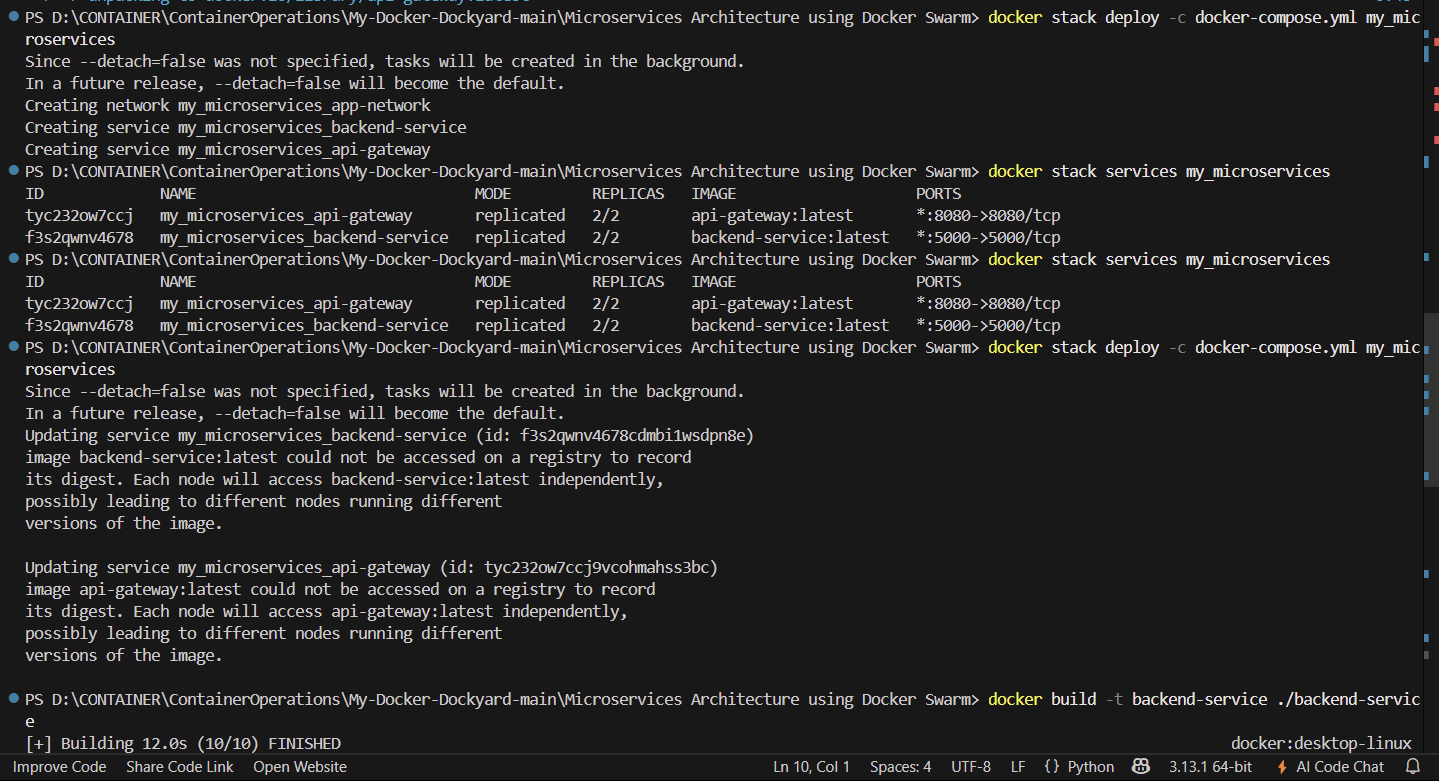 PS D:\CONTAINER\ContainerOperations\My-Docker-Dockyard-main\Microservices Architecture using Docker Swarm> docker stack deploy -c docker-compose.yml my_mic
roservices
Since --detach=false was not specified, tasks will be created in the background.
In a future release, --detach=false will become the default.
Creating network my_microservices_app-network
Creating service my_microservices_backend-service
Creating service my_microservices_api-gateway
PS D:\CONTAINER\ContainerOperations\My-Docker-Dockyard-main\Microservices Architecture using Docker Swarm> docker stack services my_microservices
ID NAME MODE REPLICAS IMAGE PORTS
tyc232ow7ccj my_microservices_api-gateway replicated 2/2 api-gateway:latest *:8080->8080/tcp
f3s2qwnv4678 my_microservices_backend-service replicated 2/2 backend-service:latest *:5000->5000/tcp
PS D:\CONTAINER\ContainerOperations\My-Docker-Dockyard-main\Microservices Architecture using Docker Swarm> docker stack services my_microservices
ID NAME MODE REPLICAS IMAGE PORTS
tyc232ow7ccj my_microservices_api-gateway replicated 2/2 api-gateway:latest *:8080->8080/tcp
f3s2qwnv4678 my_microservices_backend-service replicated 2/2 backend-service:latest *:5000->5000/tcp
PS D:\CONTAINER\ContainerOperations\My-Docker-Dockyard-main\Microservices Architecture using Docker Swarm> docker stack deploy -c docker-compose.yml my_mic
roservices
Since --detach=false was not specified, tasks will be created in the background.
In a future release, --detach=false will become the default.
Updating service my_microservices_backend-service (id: f3s2qwnv4678cdmbi1wsdpn8e)
image backend-service:latest could not be accessed on a registry to record
its digest. Each node will access backend-service:latest independently,
possibly leading to different nodes running different
versions of the image.
Updating service my_microservices_api-gateway (id: tyc232ow7ccj9vcohmahss3bc)
image api-gateway:latest could not be accessed on a registry to record
its digest. Each node will access api-gateway:latest independently,
possibly leading to different nodes running different
versions of the image.
PS D:\CONTAINER\ContainerOperations\My-Docker-Dockyard-main\Microservices Architecture using Docker Swarm> docker build -t backend-service ./backend-servic
e
[+] Building 12.0s (10/10) FINISHED docker:desktop-linux
Improve Code Share Code Link Open Website Ln 10, Col 1 Spaces: 4 UTF-8 LF {} Python 3.13.1 64-bit AI Code Chat